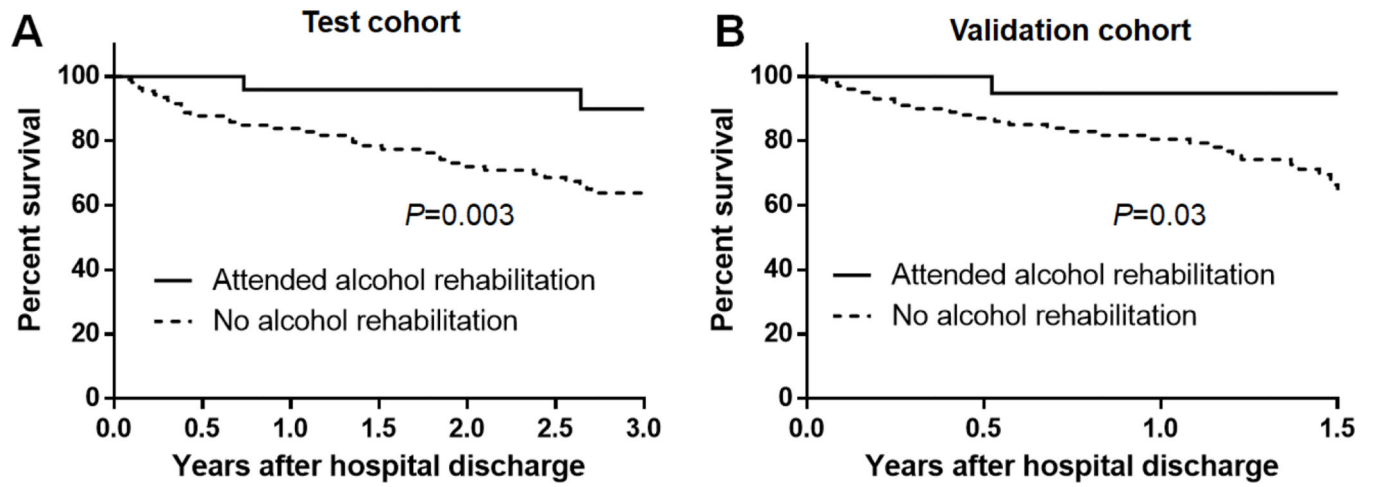 A
Test cohort
Percent survival
100
80
60
40
20
0
P=0.003
Attended alcohol rehabilitation
No alcohol rehabilitation
0.0 0.5 1.0 1.5 2.0 2.5 3.0
Years after hospital discharge
B
Validation cohort
Percent survival
100
80
60
40
20
0
P=0.03
Attended alcohol rehabilitation
No alcohol rehabilitation
0.0 0.5 1.0 1.5
Years after hospital discharge